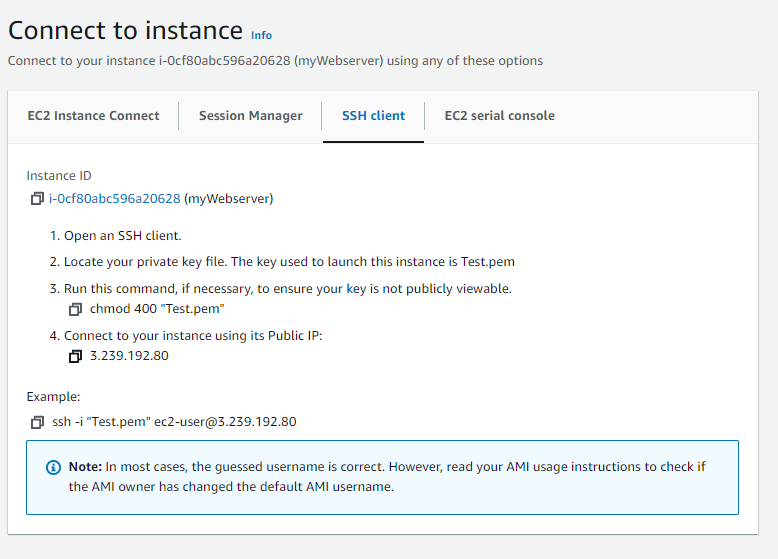 Connect to instance Info
Connect to your instance i-0cf80abc596a20628 (myWebserver) using any of these options
EC2 Instance Connect
Session Manager
SSH client
EC2 serial console
Instance ID
i-0cf80abc596a20628 (myWebserver)
1. Open an SSH client.
2. Locate your private key file. The key used to launch this instance is Test.pem
3. Run this command, if necessary, to ensure your key is not publicly viewable.
chmod 400 "Test.pem"
4. Connect to your instance using its Public IP:
3.239.192.80
Example:
ssh -i "Test.pem" ec2-user@3.239.192.80
Note: In most cases, the guessed username is correct. However, read your AMI usage instructions to check if
the AMI owner has changed the default AMI username.